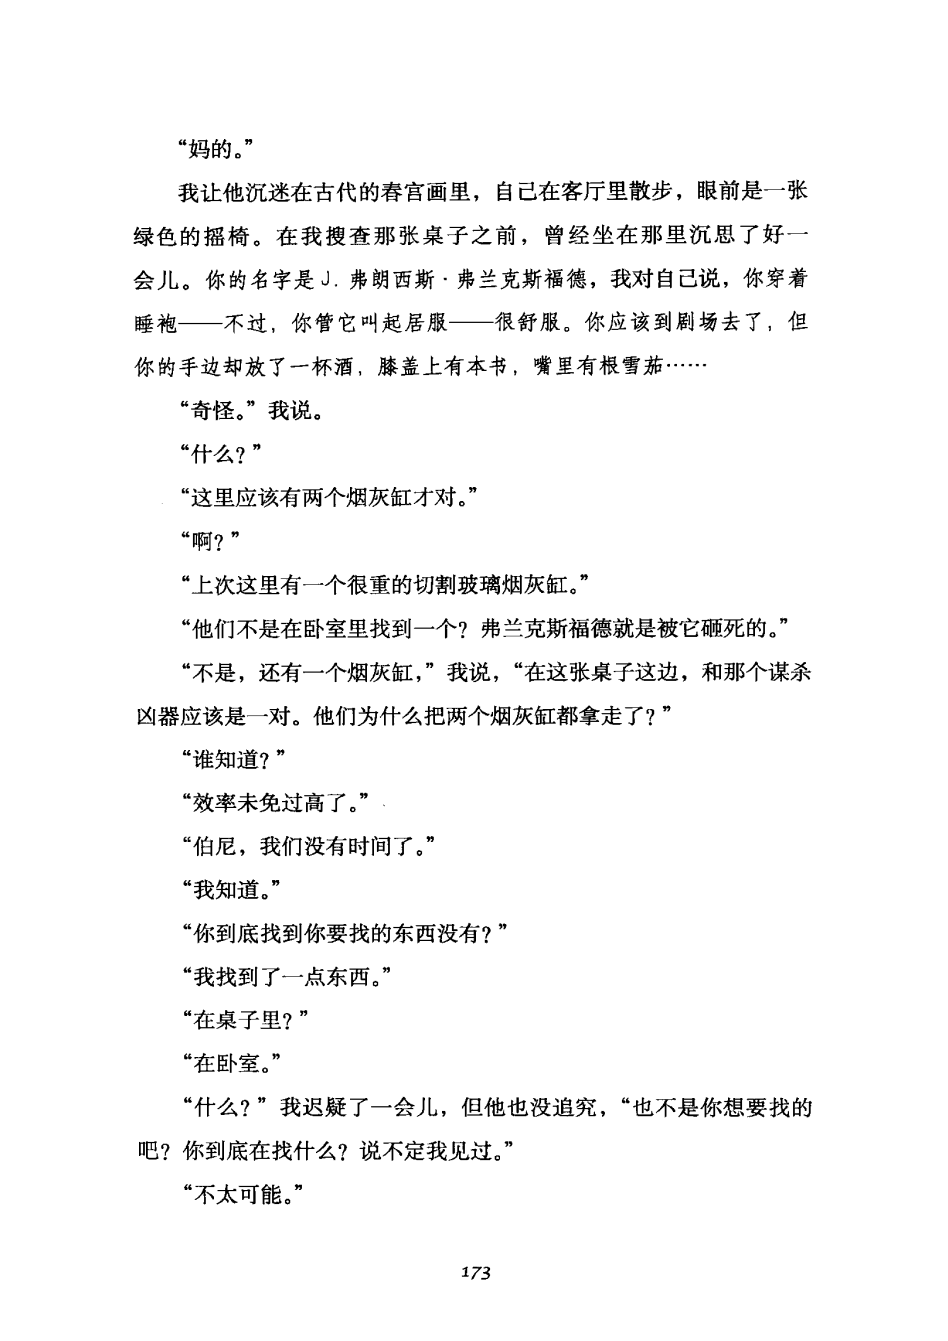 “妈的。”
我让他沉迷在古代的春宫画里，自己在客厅里散步，眼前是一张
绿色的摇椅。在我搜查那张桌子之前，曾经坐在那里沉思了好一
会儿。你的名字是 J. 弗朗西斯·弗兰克斯福德，我对自己说，你穿着
睡袍——不过，你管它叫起居服——很舒服。你应该到剧场去了，但
你的手边却放了一杯酒，膝盖上有本书，嘴里有根雪茄……
“奇怪。”我说。
“什么？”
“这里应该有两个烟灰缸才对。”
“啊？”
“上次这里有一个很重的切割玻璃烟灰缸。”
“他们不是在卧室里找到一个？弗兰克斯福德就是被它砸死的。”
“不是，还有一个烟灰缸，”我说，“在这张桌子这边，和那个谋杀
凶器应该是一对。他们为什么把两个烟灰缸都拿走了？”
“谁知道？”
“效率未免过高了。”
“伯尼，我们没有时间了。”
“我知道。”
“你到底找到你要找的东西没有？”
“我找到了一点东西。”
“在桌子里？”
“在卧室。”
“什么？”我迟疑了一会儿，但他也没追究，“也不是你想要找的
吧？你到底在找什么？说不定我见过。”
“不太可能。”
173